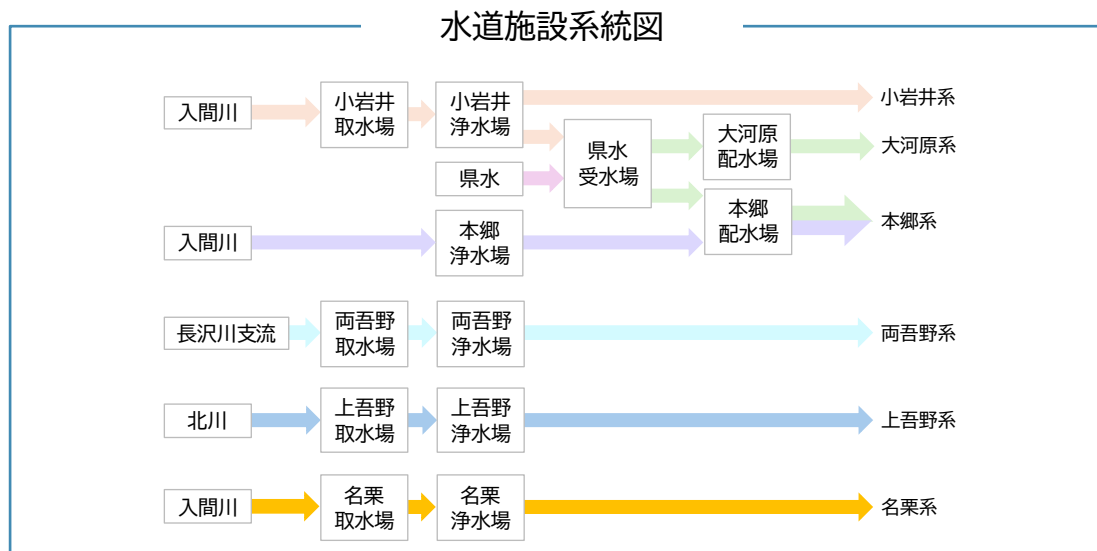 水道施設系統図
入間川
小岩井
取水場
小岩井
浄水場
小岩井系
県水
県水
受水場
大河原
配水場
大河原系
入間川
本郷
浄水場
本郷
配水場
本郷系
長沢川支流
両吾野
取水場
両吾野
浄水場
両吾野系
北川
上吾野
取水場
上吾野
浄水場
上吾野系
入間川
名栗
取水場
名栗
浄水場
名栗系